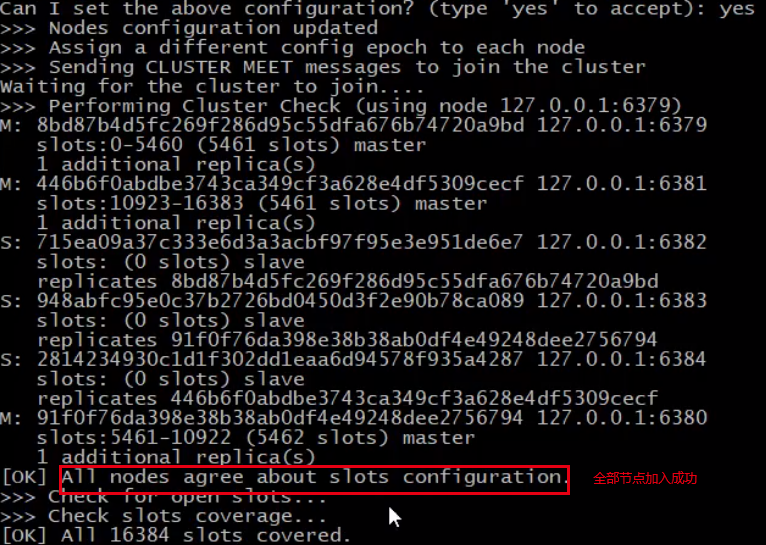 Can I set the above configuration? (type 'yes' to accept): yes
>>> Nodes configuration updated
>>> Assign a different config epoch to each node
>>> Sending CLUSTER MEET messages to join the cluster
Waiting for the cluster to join....
>>> Performing Cluster Check (using node 127.0.0.1:6379)
M: 8bd87b4d5fc269f286d95c55dfa676b74720a9bd 127.0.0.1:6379
slots:0-5460 (5461 slots) master
1 additional replica(s)
M: 446b6f0abdbe3743ca349cf3a628e4df5309cecf 127.0.0.1:6381
slots:10923-16383 (5461 slots) master
1 additional replica(s)
S: 715ea09a37c333e6d3a3acbf97f95e3e951de6e7 127.0.0.1:6382
slots: (0 slots) slave
replicates 8bd87b4d5fc269f286d95c55dfa676b74720a9bd
S: 948abfc95e0c37b2726bd0450d3f2e90b78ca089 127.0.0.1:6383
slots: (0 slots) slave
replicates 91f0f76da398e38b38ab0df4e49248dee2756794
S: 2814234930c1d1f302dd1eaa6d94578f935a4287 127.0.0.1:6384
slots: (0 slots) slave
replicates 446b6f0abdbe3743ca349cf3a628e4df5309cecf
M: 91f0f76da398e38b38ab0df4e49248dee2756794 127.0.0.1:6380
slots:5461-10922 (5462 slots) master
1 additional replica(s)
[OK] All nodes agree about slots configuration. 全部节点加入成功
>>> Check for open slots...
>>> Check slots coverage...
[OK] All 16384 slots covered.